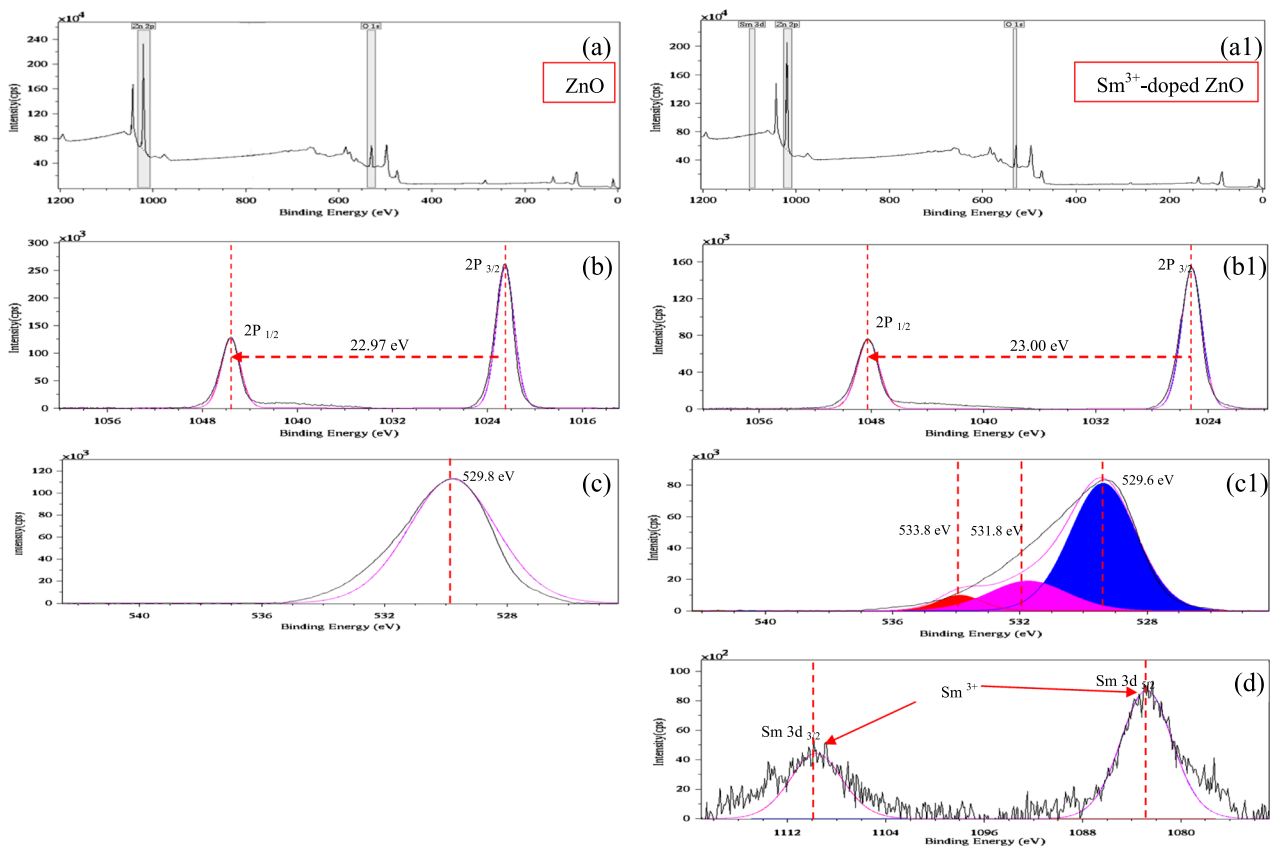 ×10⁴
Zn 2p
O 1s
(a)
ZnO
200
160
120
80
40
Intensity(cps)
1200 1000 800 600 400 200 0
Binding Energy (eV)
×10⁴
Sm 3d
Zn 2p
O 1s
(a1)
Sm³⁺-doped ZnO
200
160
120
80
40
Intensity(cps)
1200 1000 800 600 400 200 0
Binding Energy (eV)
×10³
(b)
2P 3/2
2P 1/2
22.97 eV
300
250
200
150
100
50
0
Intensity(cps)
1056 1048 1040 1032 1024 1016
Binding Energy (eV)
×10³
(b1)
2P 3/2
2P 1/2
23.00 eV
160
120
80
40
0
Intensity(cps)
1056 1048 1040 1032 1024
Binding Energy (eV)
×10³
(c)
529.8 eV
120
100
80
60
40
20
0
Intensity(cps)
540 536 532 528
Binding Energy (eV)
×10³
(c1)
529.6 eV
533.8 eV
531.8 eV
80
60
40
20
0
Intensity(cps)
540 536 532 528
Binding Energy (eV)
×10²
(d)
Sm 3d 5/2
Sm ³⁺
Sm 3d 3/2
100
80
60
40
20
0
Intensity(cps)
1112 1104 1096 1088 1080
Binding Energy (eV)